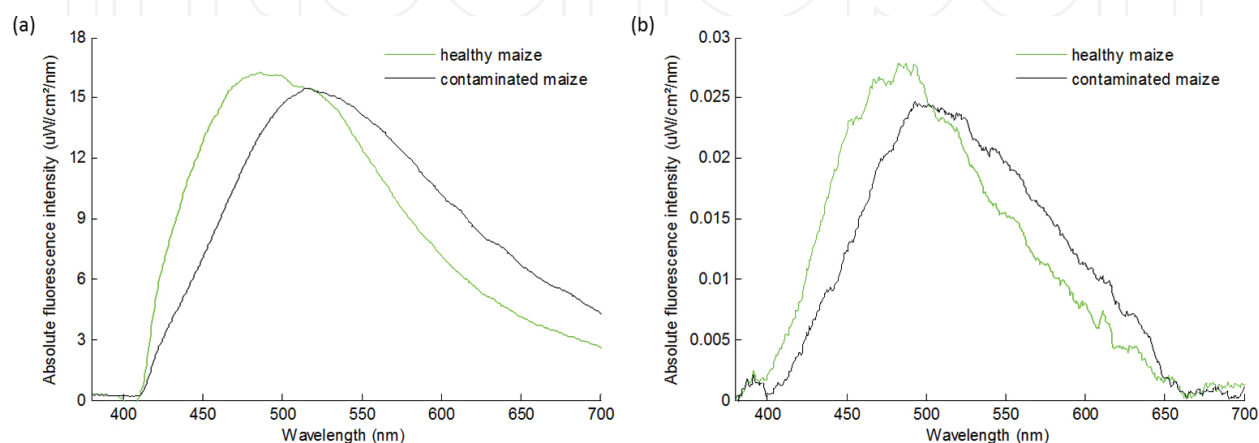 (a)
18
15
12
9
6
3
0
Absolute fluorescence intensity (uW/cm²/nm)
healthy maize
contaminated maize
400 450 500 550 600 650 700
Wavelength (nm)
(b)
0.03
0.025
0.02
0.015
0.01
0.005
0
Absolute fluorescence intensity (uW/cm²/nm)
healthy maize
contaminated maize
400 450 500 550 600 650 700
Wavelength (nm)